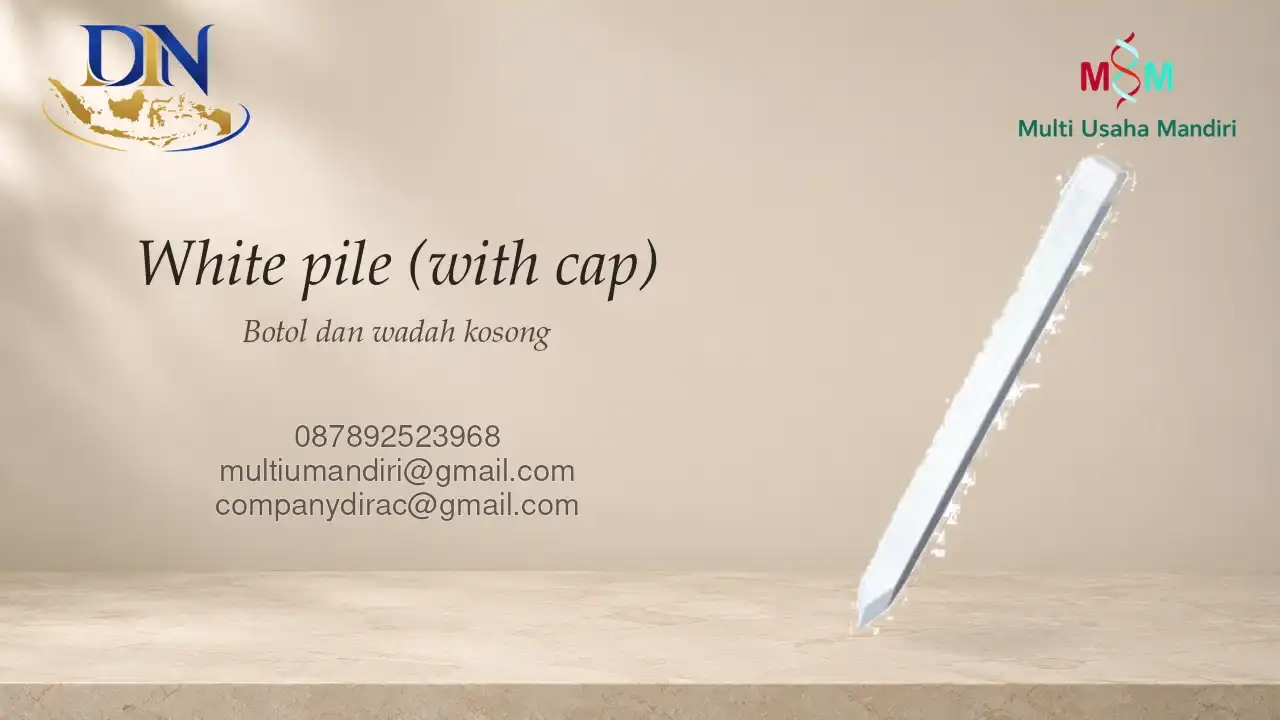 DN
MSM
Multi Usaha Mandiri
White pile (with cap)
Botol dan wadah kosong
087892523968
multiumandiri@gmail.com
companydirac@gmail.com